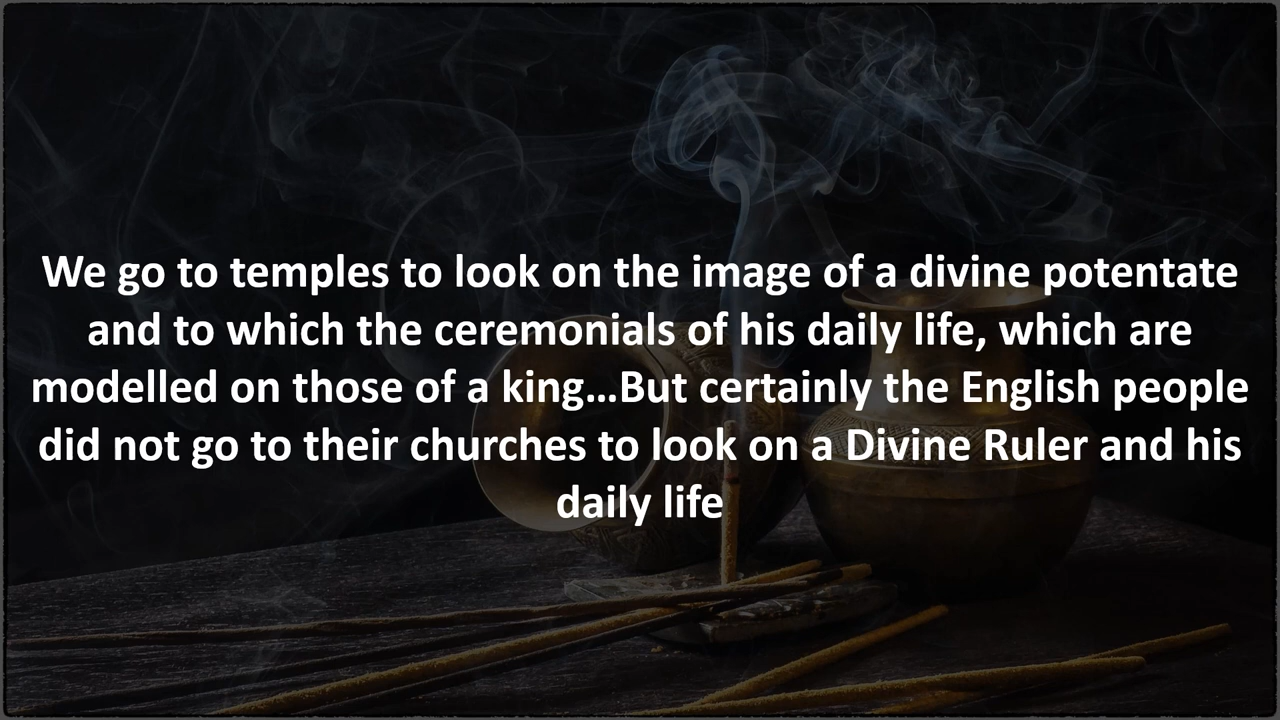 We go to temples to look on the image of a divine potentate
and to which the ceremonials of his daily life, which are
modelled on those of a king...But certainly the English people
did not go to their churches to look on a Divine Ruler and his
daily life